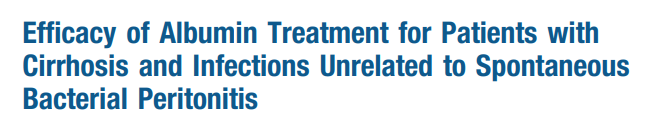 Efficacy of Albumin Treatment for Patients with
Cirrhosis and Infections Unrelated to Spontaneous
Bacterial Peritonitis